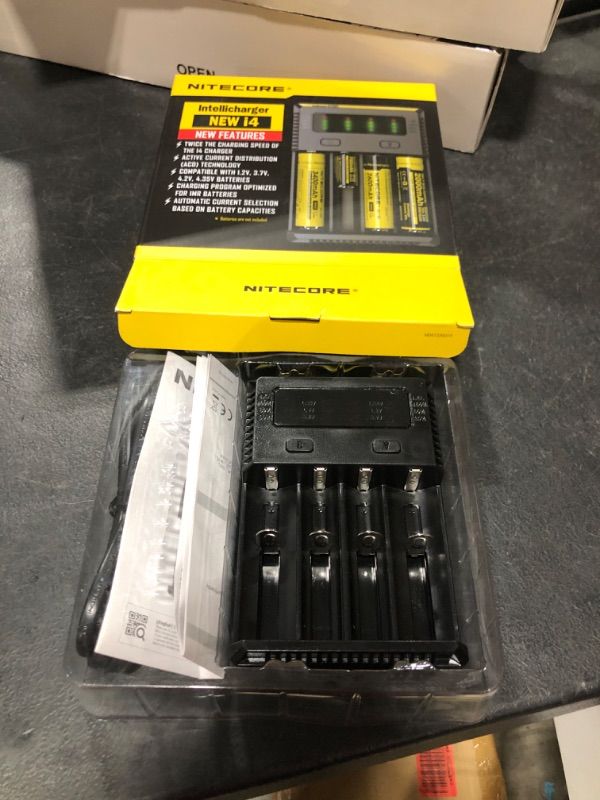 OPEN
NITECORE®
Intellicharger
NEW i4
NEW FEATURES
TWICE THE CHARGING SPEED OF
THE I4 CHARGER
ACTIVE CURRENT DISTRIBUTION
(ACD) TECHNOLOGY
COMPATIBLE WITH 1.2V, 3.7V,
4.2V, 4.35V BATTERIES
CHARGING PROGRAM OPTIMIZED
FOR IMR BATTERIES
AUTOMATIC CURRENT SELECTION
BASED ON BATTERY CAPACITIES
* Batteries are not included
NITECORE®
N
CE